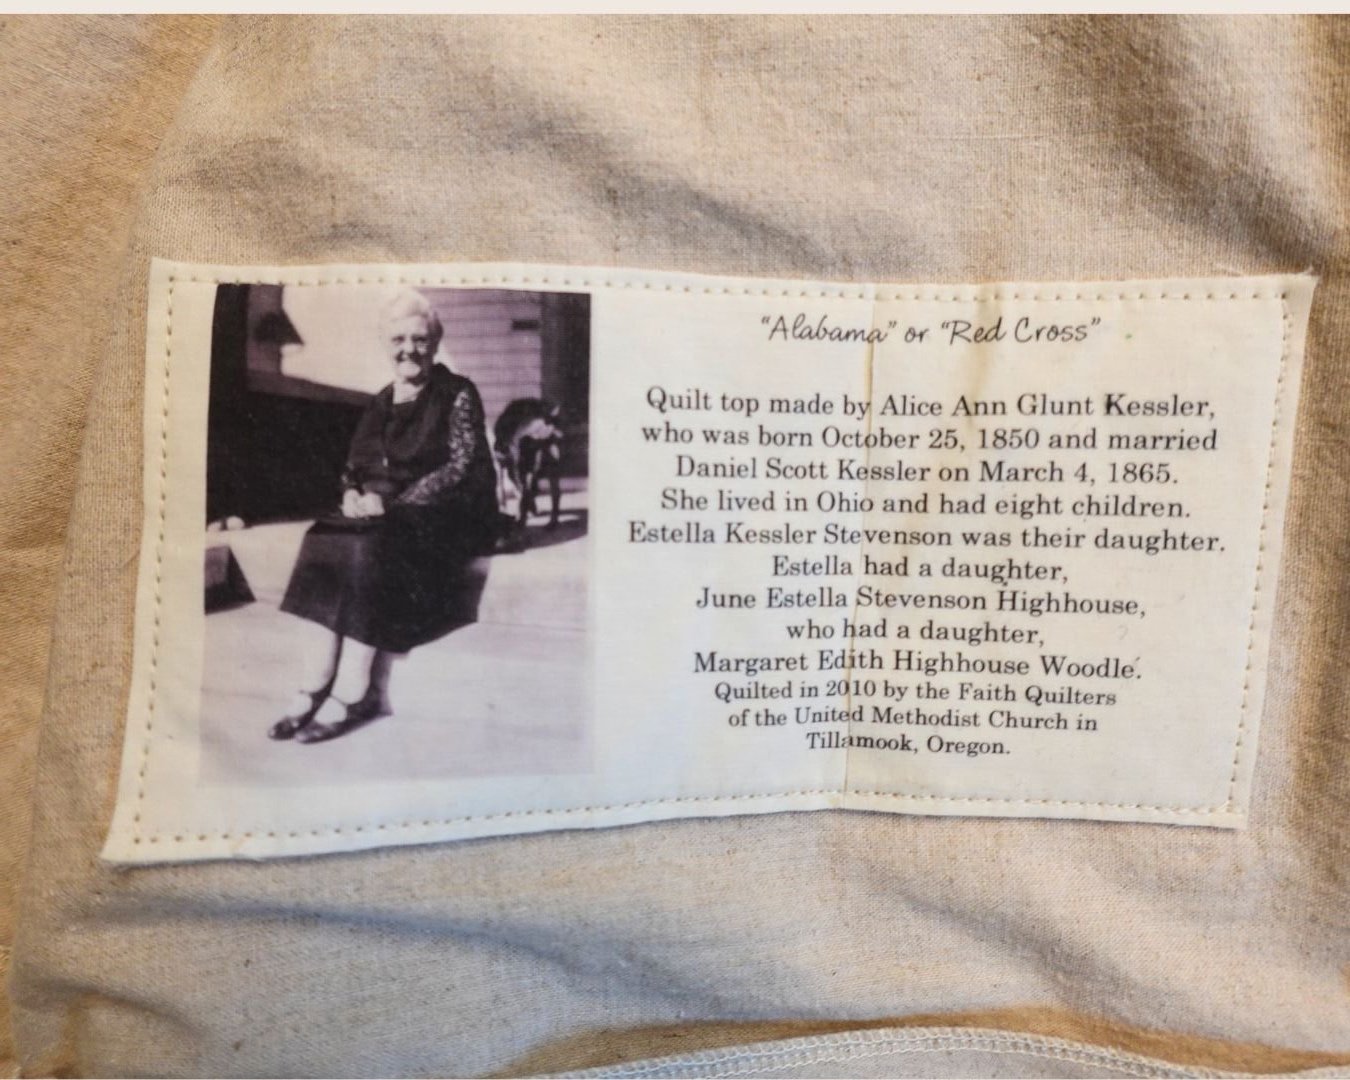 “Alabama” or “Red Cross”
Quilt top made by Alice Ann Glunt Kessler,
who was born October 25, 1850 and married
Daniel Scott Kessler on March 4, 1865.
She lived in Ohio and had eight children.
Estella Kessler Stevenson was their daughter.
Estella had a daughter,
June Estella Stevenson Highhouse,
who had a daughter,
Margaret Edith Highhouse Woodle.
Quilted in 2010 by the Faith Quilters
of the United Methodist Church in
Tillamook, Oregon.